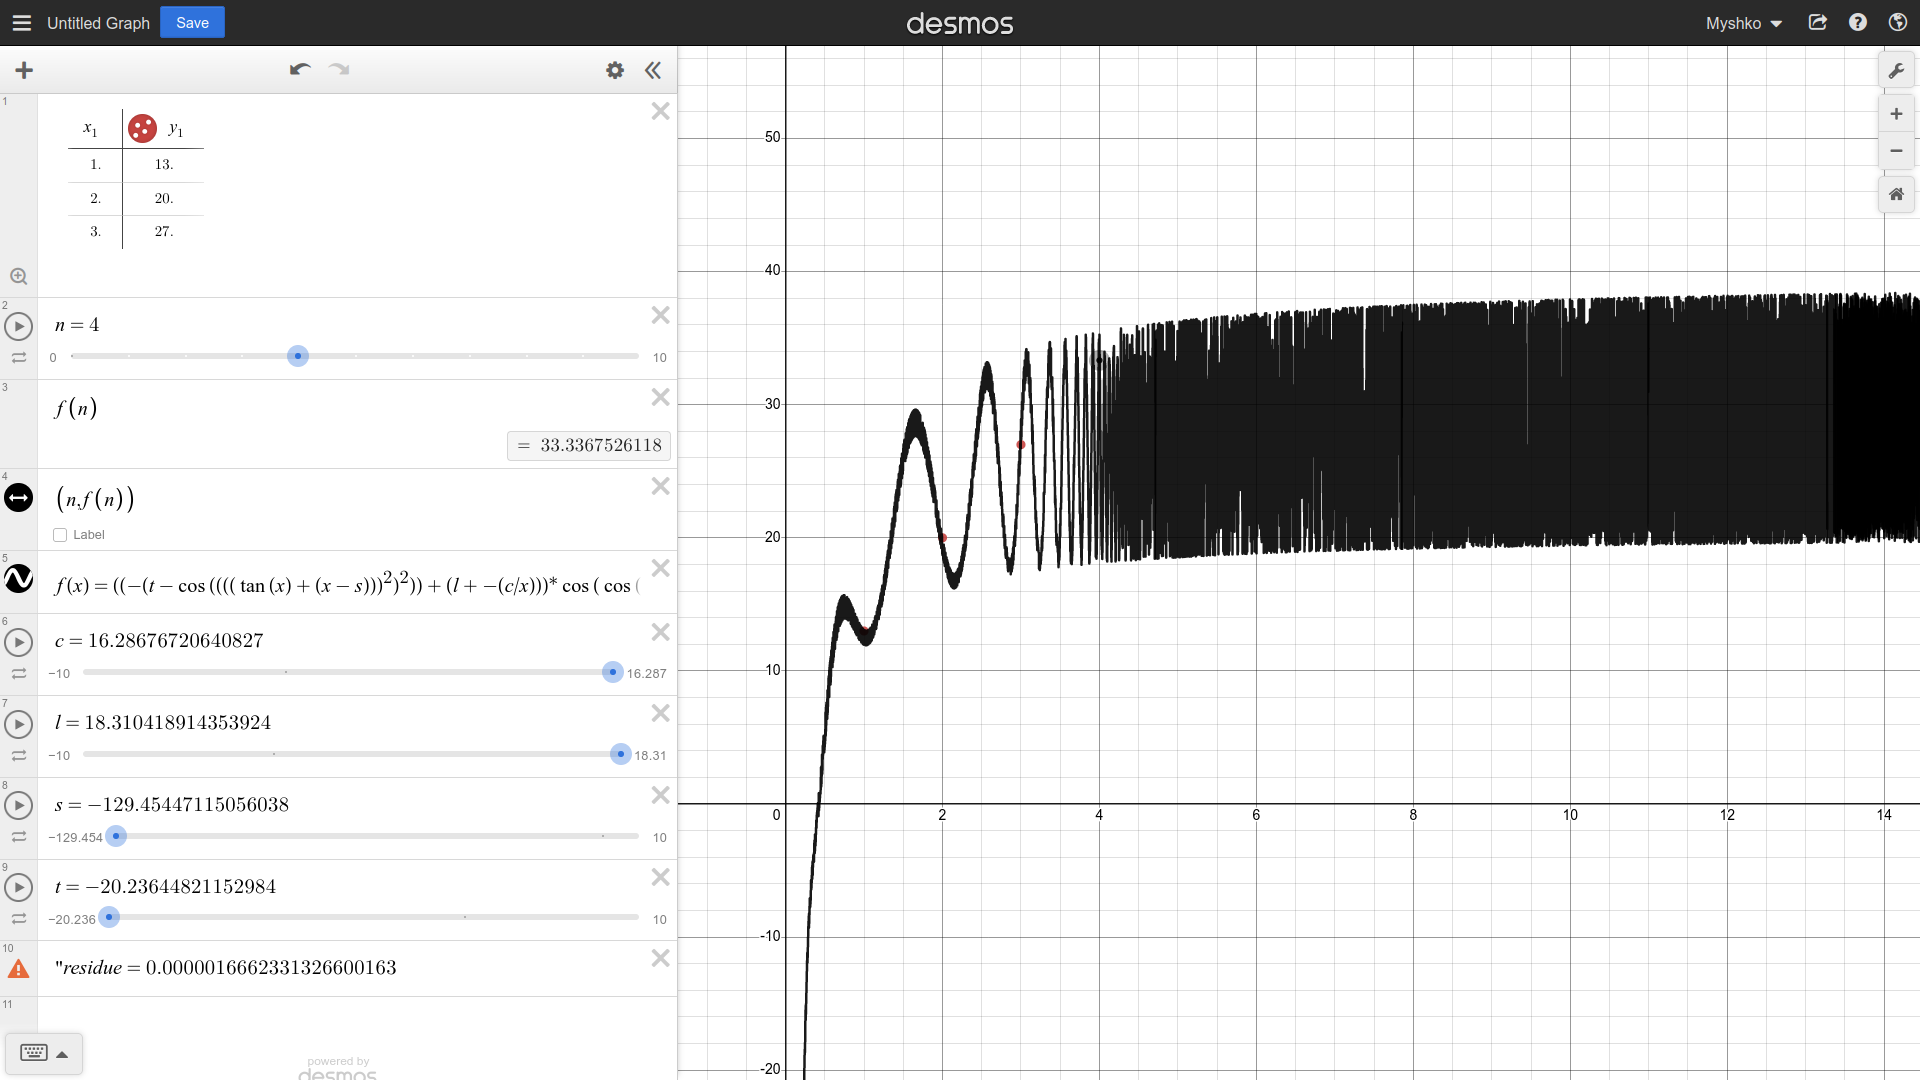 Untitled Graph Save desmos Myshko
1
x₁ y₁
1. 13.
2. 20.
3. 27.
2
n = 4
0 10
3
f(n)
= 33.3367526118
4
(n,f(n))
Label
5
f(x) = ((−(t − cos((((tan(x) + (x − s)))²)²)) + (l + −(c/x)))* cos( cos(
6
c = 16.28676720640827
−10 16.287
7
l = 18.310418914353924
−10 18.31
8
s = −129.45447115056038
−129.454 10
9
t = −20.23644821152984
−20.236 10
10
"residue = 0.0000016662331326600163
11
powered by
desmos
50
40
30
20
10
0 2 4 6 8 10 12 14
-10
-20